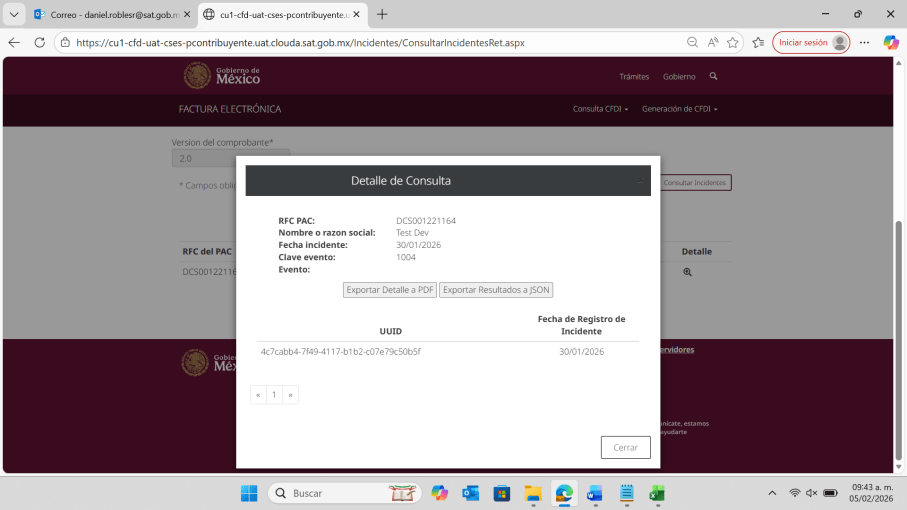 Correo - daniel.roblesr@sat.gob.m
cu1-cfd-uat-cses-pcontribuyente.u
https://cu1-cfd-uat-cses-pcontribuyente.uat.clouda.sat.gob.mx/Incidentes/ConsultarIncidentesRet.aspx
Iniciar sesión
Gobierno de
México
Trámites Gobierno
FACTURA ELECTRÓNICA
Consulta CFDI Generación de CFDI
Version del comprobante*
2.0
* Campos obli
Consultar Incidentes
RFC del PAC
Detalle
DCS00122116
Detalle de Consulta
RFC PAC: DCS001221164
Nombre o razon social: Test Dev
Fecha incidente: 30/01/2026
Clave evento: 1004
Evento:
Exportar Detalle a PDF Exportar Resultados a JSON
UUID
Fecha de Registro de
Incidente
4c7cabb4-7f49-4117-b1b2-c07e79c50b5f 30/01/2026
« 1 »
Cerrar
Gobie
Mé
ervidores
unícate, estamos
ayudarte
Buscar
09:43 a. m.
05/02/2026